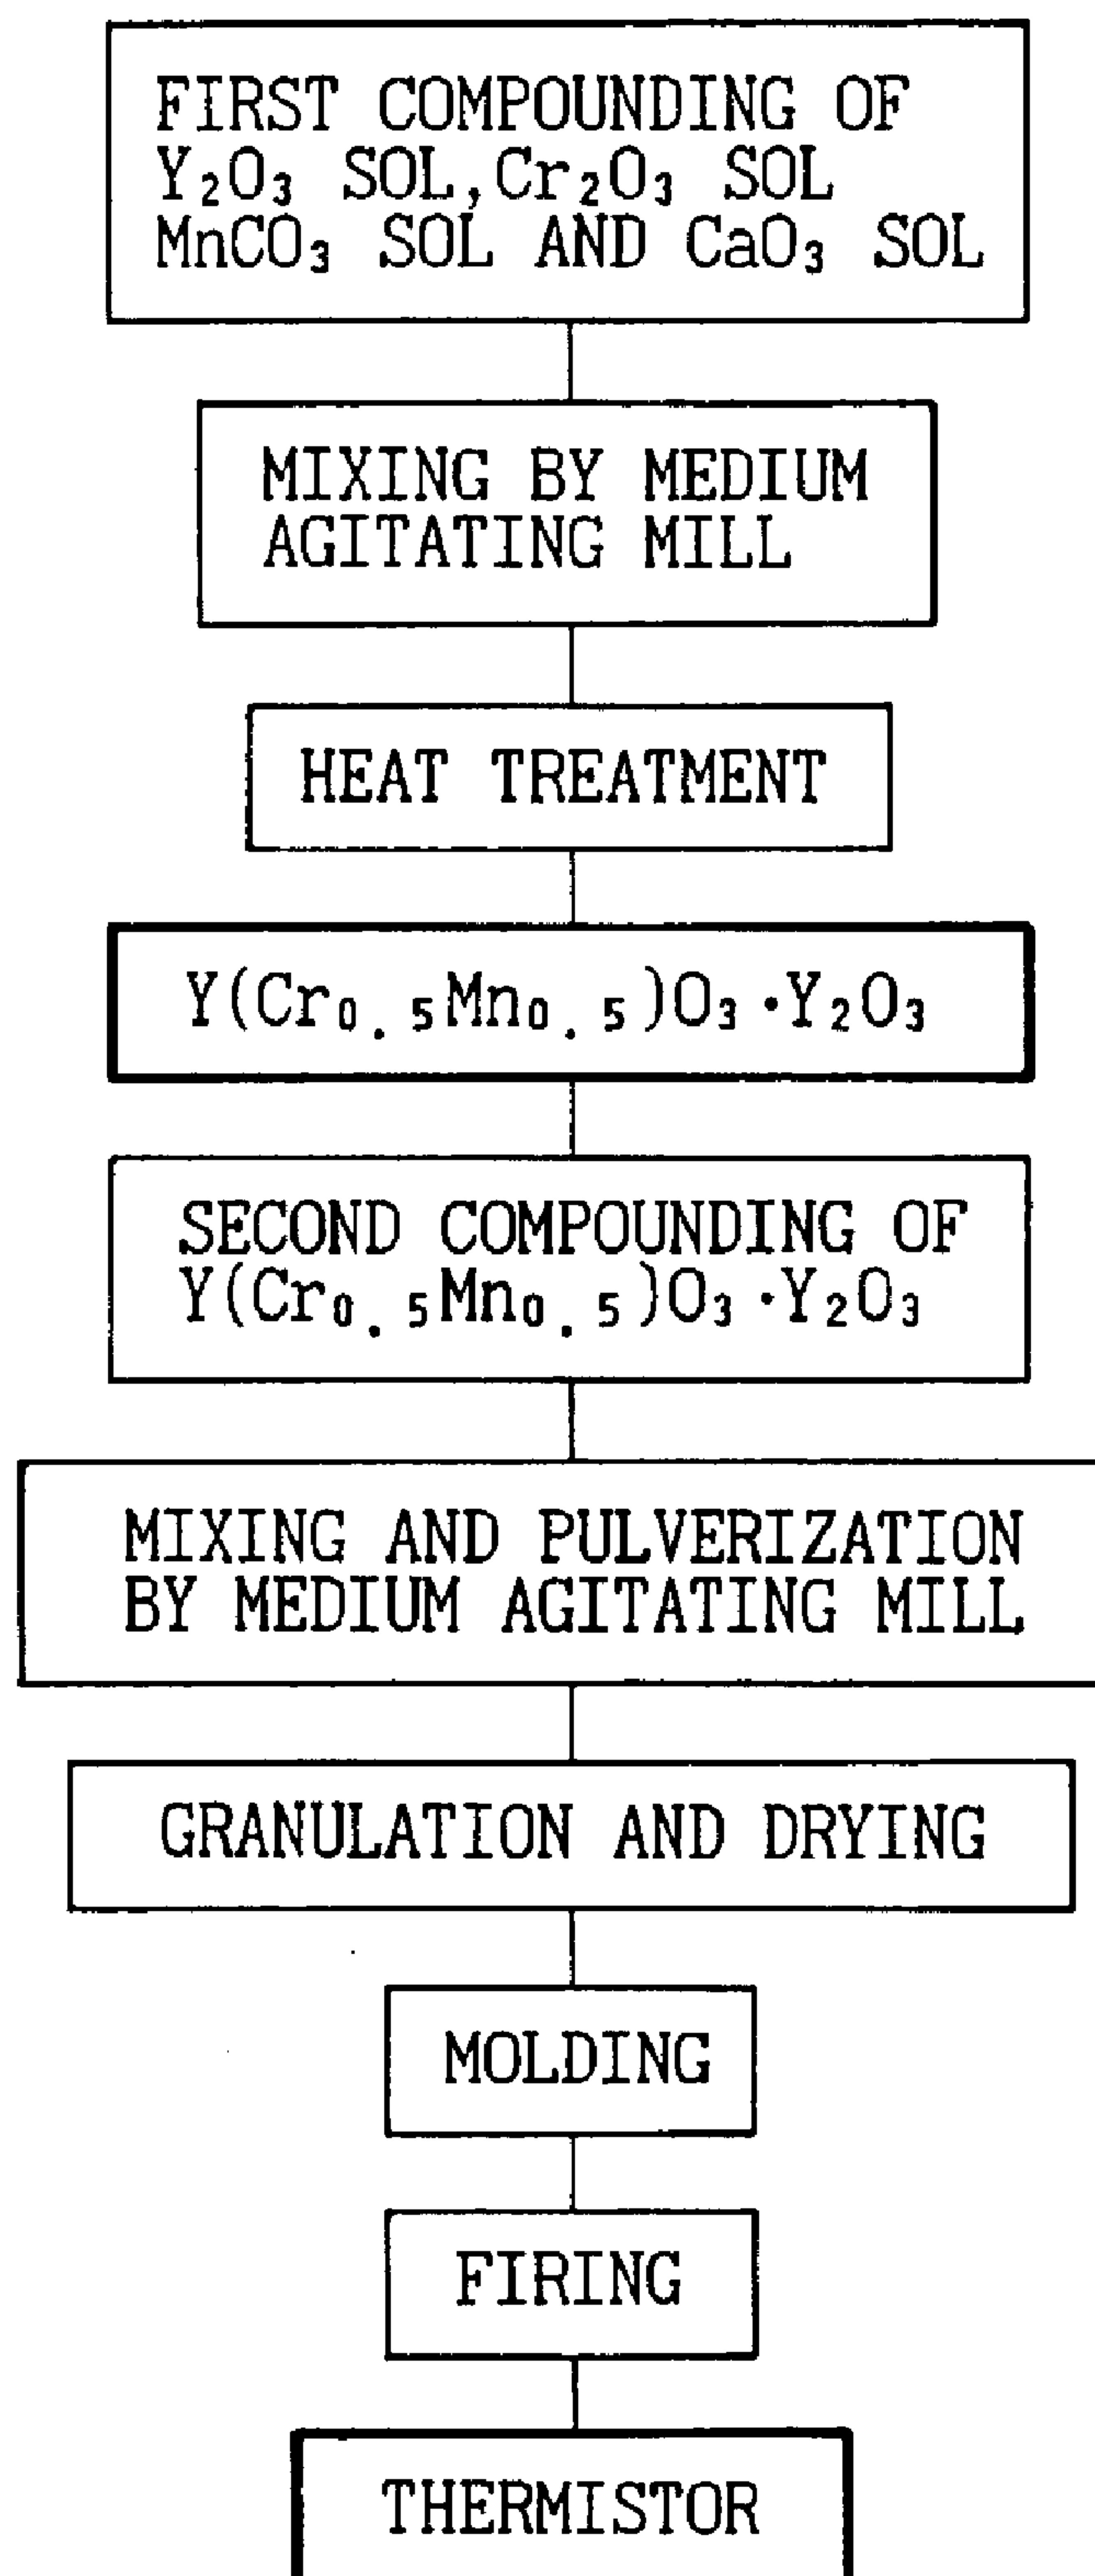 FIRST COMPOUNDING OF
Y₂O₃ SOL, Cr₂O₃ SOL
MnCO₃ SOL AND CaO₃ SOL
MIXING BY MEDIUM
AGITATING MILL
HEAT TREATMENT
Y(Cr₀.₅Mn₀.₅)O₃·Y₂O₃
SECOND COMPOUNDING OF
Y(Cr₀.₅Mn₀.₅)O₃·Y₂O₃
MIXING AND PULVERIZATION
BY MEDIUM AGITATING MILL
GRANULATION AND DRYING
MOLDING
FIRING
THERMISTOR